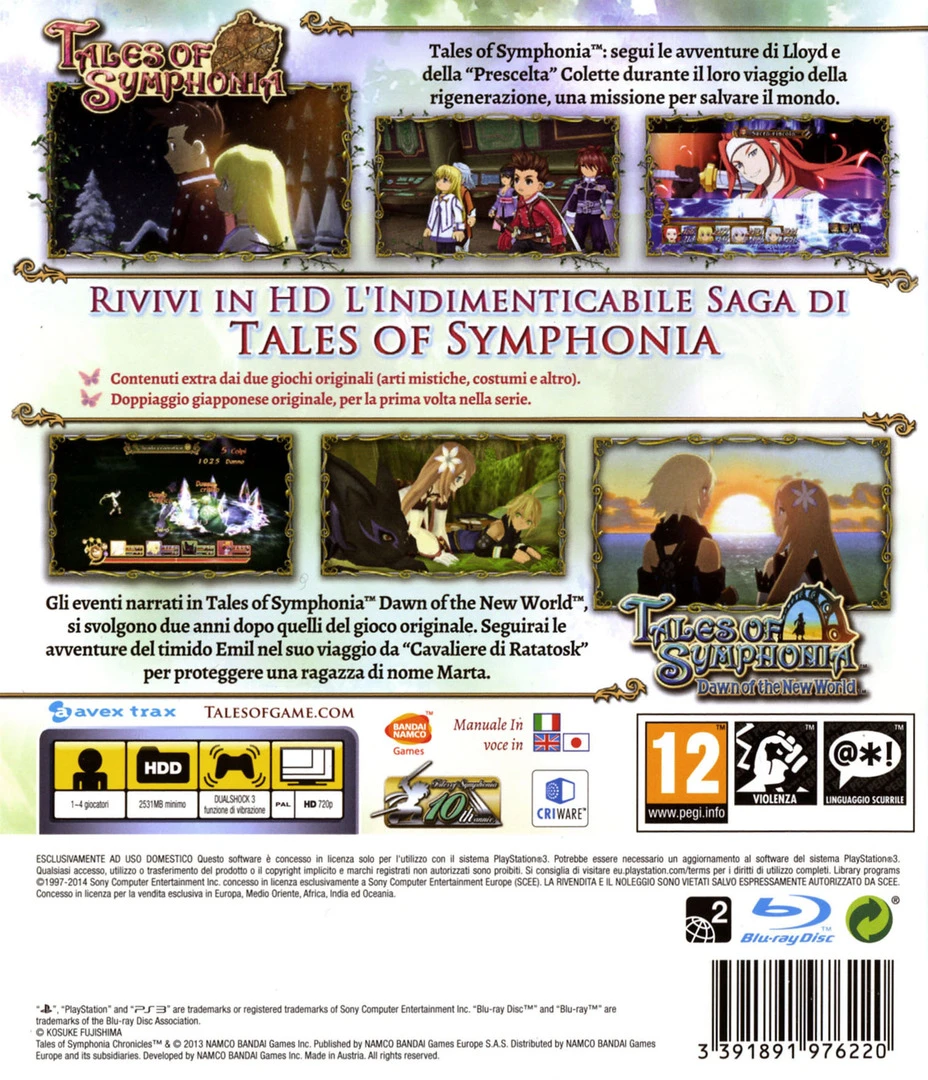 TALES OF
SYMPHONIA
Tales of Symphonia™: segui le avventure di Lloyd e
della “Prescelta” Colette durante il loro viaggio della
rigenerazione, una missione per salvare il mondo.
RIVIVI IN HD L'INDIMENTICABILE SAGA DI
TALES OF SYMPHONIA
Contenuti extra dai due giochi originali (arti mistiche, costumi e altro).
Doppiaggio giapponese originale, per la prima volta nella serie.
5 Colpi
1025 Danno
Gli eventi narrati in Tales of Symphonia™ Dawn of the New World™,
si svolgono due anni dopo quelli del gioco originale. Seguirai le
avventure del timido Emil nel suo viaggio da “Cavaliere di Ratatosk”
per proteggere una ragazza di nome Marta.
TALES OF
SYMPHONIA™
Dawn of the New World™
avex trax
TALESOFGAME.COM
BANDAI
NAMCO
Games
™
Manuale In
voce in
HDD
1–4 giocatori
2531MB minimo
DUALSHOCK 3
funzione di vibrazione
PAL
HD 720p
10th
CRIWARE™
12
™
www.pegi.info
™
VIOLENZA
@*!
™
LINGUAGGIO SCURRILE
ESCLUSIVAMENTE AD USO DOMESTICO Questo software è concesso in licenza solo per l'utilizzo con il sistema PlayStation®3. Potrebbe essere necessario un aggiornamento al software del sistema PlayStation®3.
Qualsiasi accesso, utilizzo o trasferimento del prodotto o il copyright implicito e marchi registrati non autorizzati sono proibiti. Si consiglia di visitare eu.playstation.com/terms per i diritti di utilizzo completi. Library programs
©1997-2014 Sony Computer Entertainment Inc. concesso in licenza esclusivamente a Sony Computer Entertainment Europe (SCEE). LA RIVENDITA E IL NOLEGGIO SONO VIETATI SALVO ESPRESSAMENTE AUTORIZZATO DA SCEE.
Concesso in licenza per la vendita esclusiva in Europa, Medio Oriente, Africa, India ed Oceania.
2
Blu-ray Disc™
®
“ ”, “PlayStation” and “PS3” are trademarks or registered trademarks of Sony Computer Entertainment Inc. “Blu-ray Disc™” and “Blu-ray™” are
trademarks of the Blu-ray Disc Association.
© KOSUKE FUJISHIMA
Tales of Symphonia Chronicles™ & © 2013 NAMCO BANDAI Games Inc. Published by NAMCO BANDAI Games Europe S.A.S. Distributed by NAMCO BANDAI Games
Europe and its subsidiaries. Developed by NAMCO BANDAI Games Inc. Made in Austria. All rights reserved.
3 391891 976220